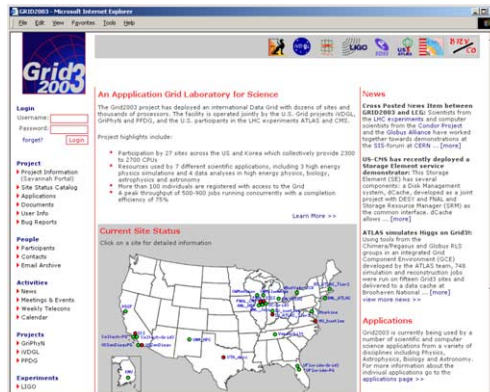 GRID2003 - Microsoft Internet Explorer
File Edit View Favorites Tools Help
Grid3
2003
LIGO
SDSS
US ATLAS
Login
Username:
Password:
forget?
Login
Project
Project Information
(Savannah Portal)
Site Status Catalog
Applications
Documents
User Info
Bug Reports
People
Participants
Contacts
Email Archive
Activities
News
Meetings & Events
Weekly Telecons
Calendar
Projects
GriPhyN
iVDGL
PPDG
Experiments
LIGO
An Appplication Grid Laboratory for Science
The Grid2003 project has deployed an international Data Grid with dozens of sites and
thousands of processors. The facility is operated jointly by the U.S. Grid projects iVDGL,
GriPhyN and PPDG, and the U.S. participants in the LHC experiments ATLAS and CMS.
Project highlights include:
Participation by 27 sites across the US and Korea which collectively provide 2300
to 2700 CPUs
Resources used by 7 different scientific applications, including 3 high energy
physics simulations and 4 data analyses in high energy physics, biology,
astrophysics and astronomy
More than 100 individuals are registered with access to the Grid
A peak throughput of 500-900 jobs running concurrently with a completion
efficiency of 75%
Learn More >>
Current Site Status
Click on a site for detailed information
News
Cross Posted News Item between
GRID2003 and LCG: Scientists from
the LHC experiments and computer
scientists from the Condor Project
and the Globus Alliance have worked
together towards demonstrations at
the SIS-forum at CERN ... [more]
US-CMS has recently deployed a
Storage Element service
demonstrator: This Storage
Element (SE) has several
components: a Disk Management
system, dCache, developed as a joint
project with DESY and FNAL and
Storage Resource Manager (SRM) as
the common interface. dCache
allows ... [more]
ATLAS simulates Higgs on Grid3:
Using tools from the
Chimera/Pegasus and Globus RLS
groups in an integrated Grid
Component Environment (GCE)
developed by the ATLAS team, 748
simulation and reconstruction jobs
were run on fifteen Grid3 sites and
delivered to a data cache at
Brookhaven National ... [more]
view more news >>
Applications
Grid2003 is currently being used by a
number of scientific and computer
science applications from a variety of
disciplines including Physics,
Astrophysics, Biology and Astronomy.
For more information about the
individual applications go to the
applications page >>